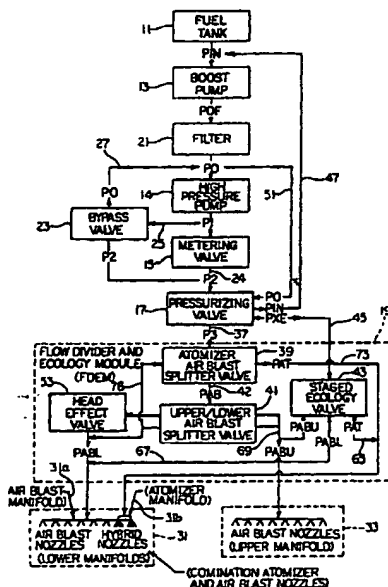 11
FUEL
TANK
PIN
13
BOOST
PUMP
POF
21
FILTER
27
PO
PO
14
HIGH
PRESSURE
PUMP
51
47
23
BYPASS
VALVE
25
P1
P2
METERING
VALVE
15
24
P2
17
PRESSURIZING
VALVE
PO
PIN
PXE
P3
37
45
19
FLOW DIVIDER AND
ECOLOGY MODULE
(FDEM)
ATOMIZER
AIR BLAST
SPLITTER VALVE
39
73
PAT
53
76
42
PAB
43
HEAD
EFFECT
VALVE
UPPER/LOWER
AIR BLAST
SPLITTER VALVE
41
STAGED
ECOLOGY
VALVE
PABL
67
69
PABU
PABU
PABL
PAT
63
31a
AIR BLAST
MANIFOLD)
(ATOMIZER
MANIFOLD)
31b
AIR BLAST
NOZZLES
HYBRID
NOZZLES
31
(LOWER MANIFOLDS)
AIR BLAST NOZZLES
(UPPER MANIFOLD)
33
(COMINATION ATOMIZER
AND AIR BLAST NOZZLES)